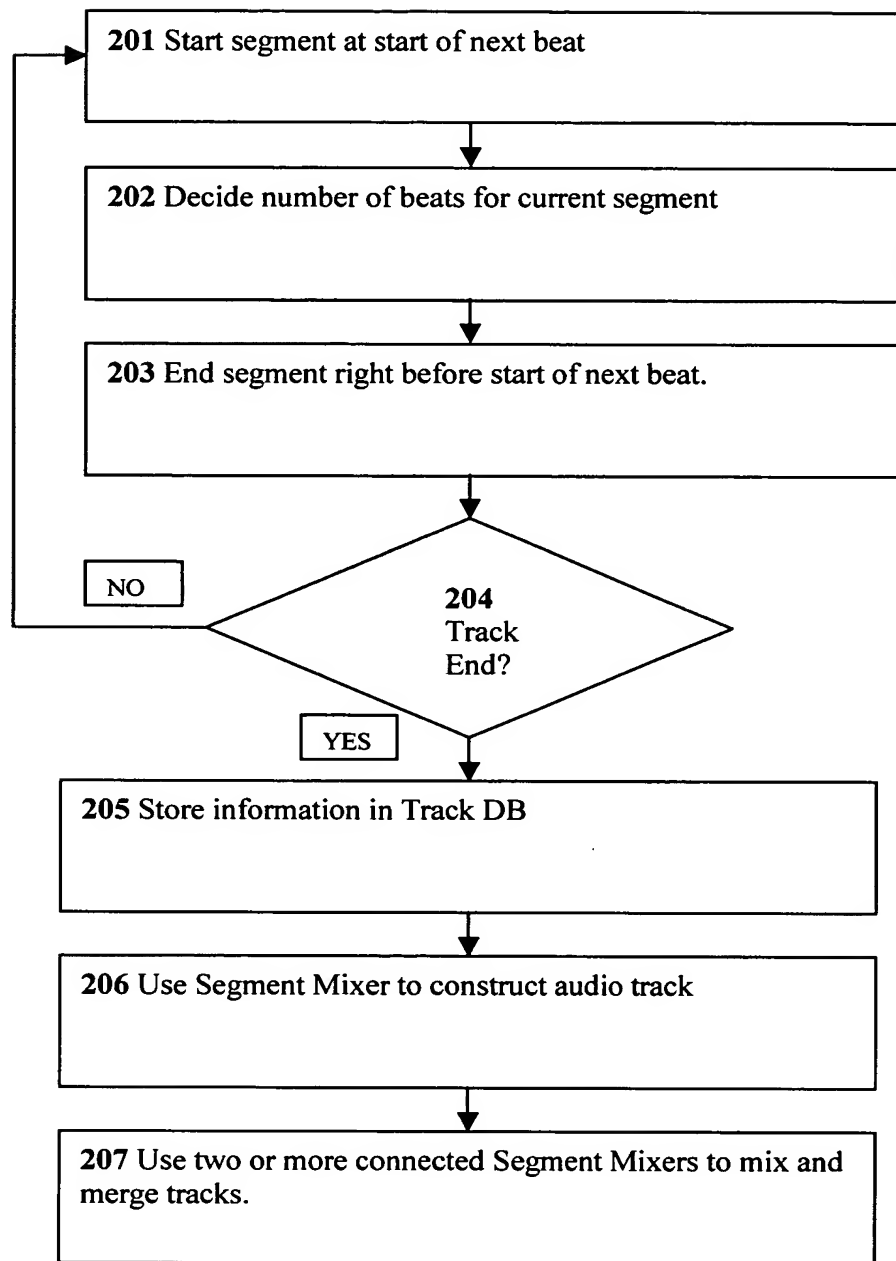 201 Start segment at start of next beat
202 Decide number of beats for current segment
203 End segment right before start of next beat.
NO
204
Track
End?
YES
205 Store information in Track DB
206 Use Segment Mixer to construct audio track
207 Use two or more connected Segment Mixers to mix and
merge tracks.